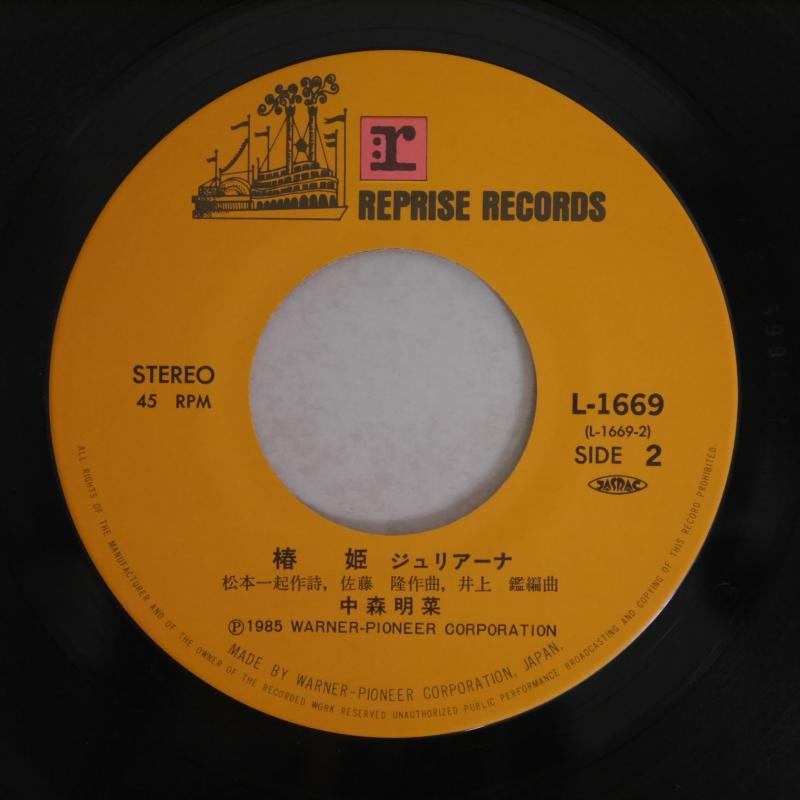 r
REPRISE RECORDS
STEREO
45 RPM
L-1669
(L-1669-2)
SIDE 2
JASRAC
椿 姫 ジュリアーナ
松本一起作詩, 佐藤 隆作曲, 井上 鑑編曲
中森明菜
Ⓟ1985 WARNER-PIONEER CORPORATION
MADE BY WARNER-PIONEER CORPORATION, JAPAN,
ALL RIGHTS OF THE MANUFACTURER AND OF THE OWNER OF THE RECORDED WORK RESERVED UNAUTHORIZED PUBLIC PERFORMANCE BROADCASTING AND COPYING OF THIS RECORD PROHIBITED.